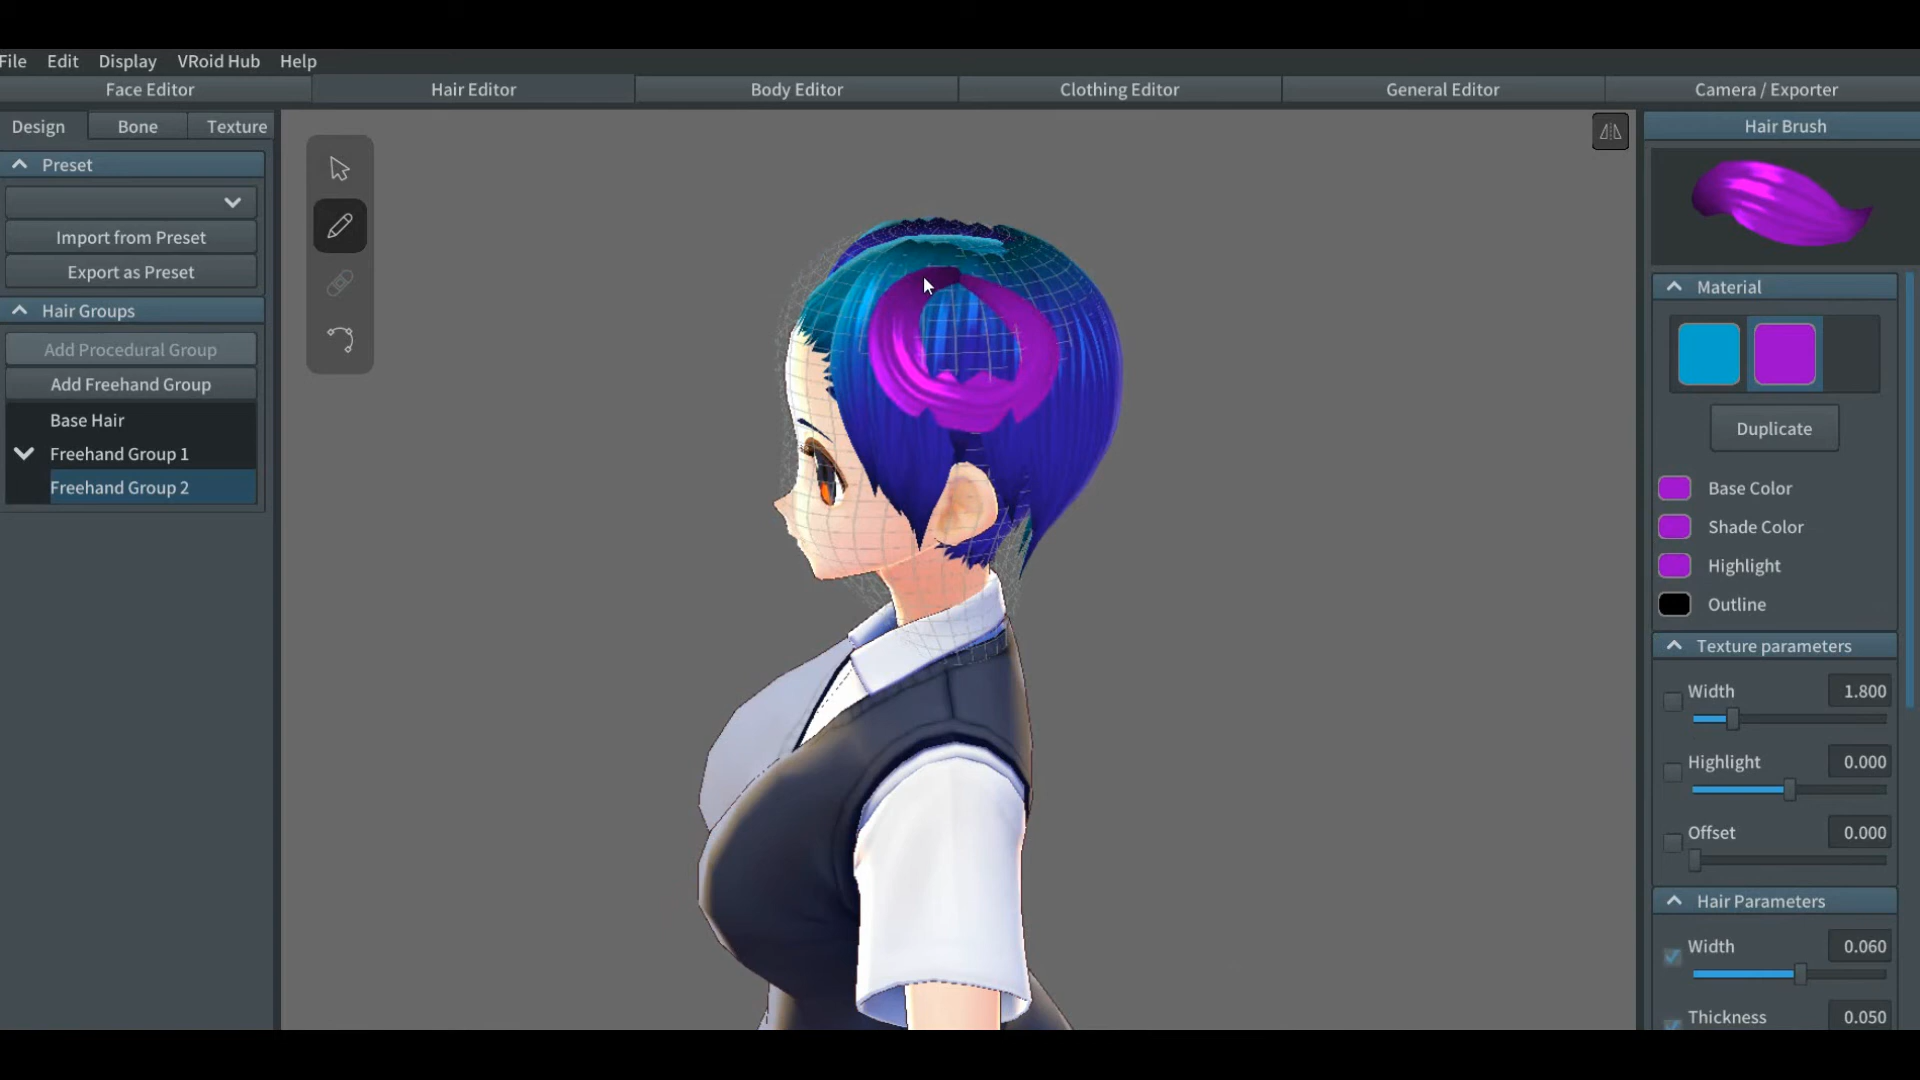 File Edit Display VRoid Hub Help
Face Editor Hair Editor Body Editor Clothing Editor General Editor Camera / Exporter
Design Bone Texture
Preset
Import from Preset
Export as Preset
Hair Groups
Add Procedural Group
Add Freehand Group
Base Hair
Freehand Group 1
Freehand Group 2
Hair Brush
Material
Duplicate
Base Color
Shade Color
Highlight
Outline
Texture parameters
Width 1.800
Highlight 0.000
Offset 0.000
Hair Parameters
Width 0.060
Thickness 0.050